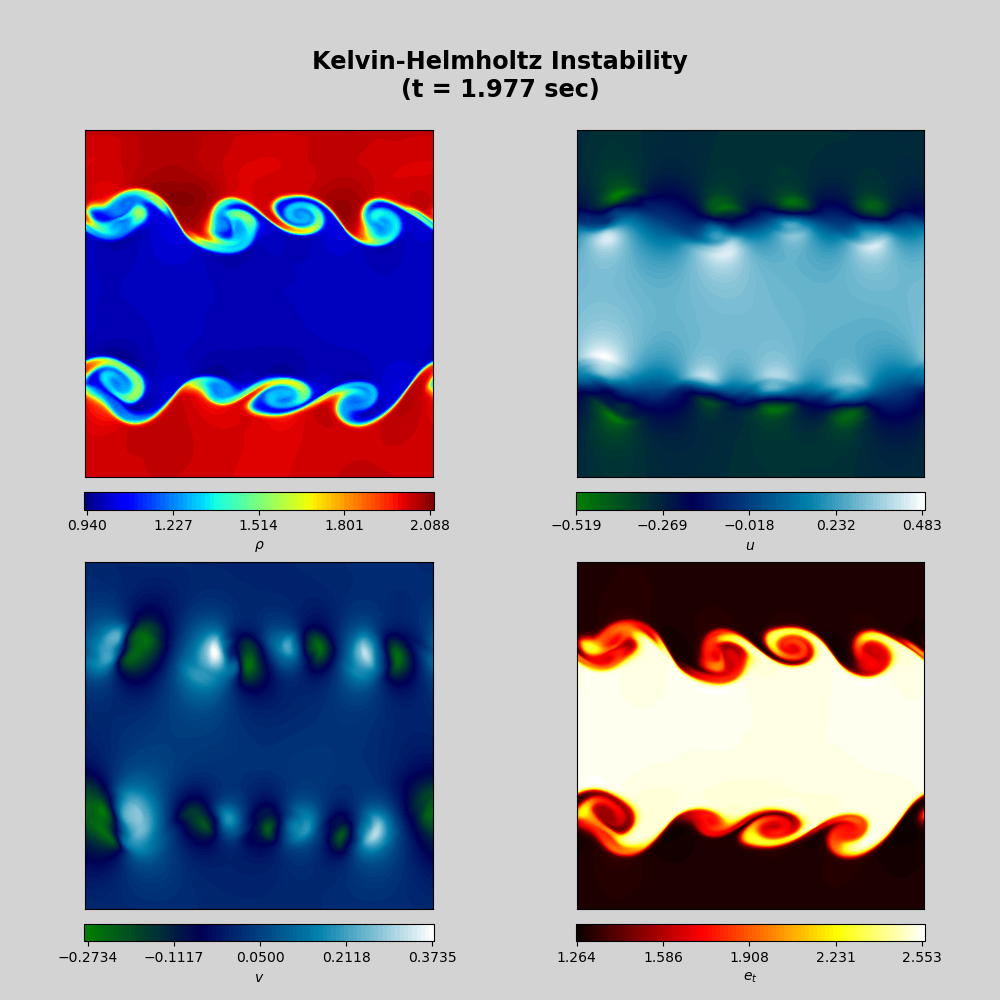 Kelvin-Helmholtz Instability
(t = 1.977 sec)
0.940 1.227 1.514 1.801 2.088
ρ
−0.519 −0.269 −0.018 0.232 0.483
u
−0.2734 −0.1117 0.0500 0.2118 0.3735
v
1.264 1.586 1.908 2.231 2.553
eₜ